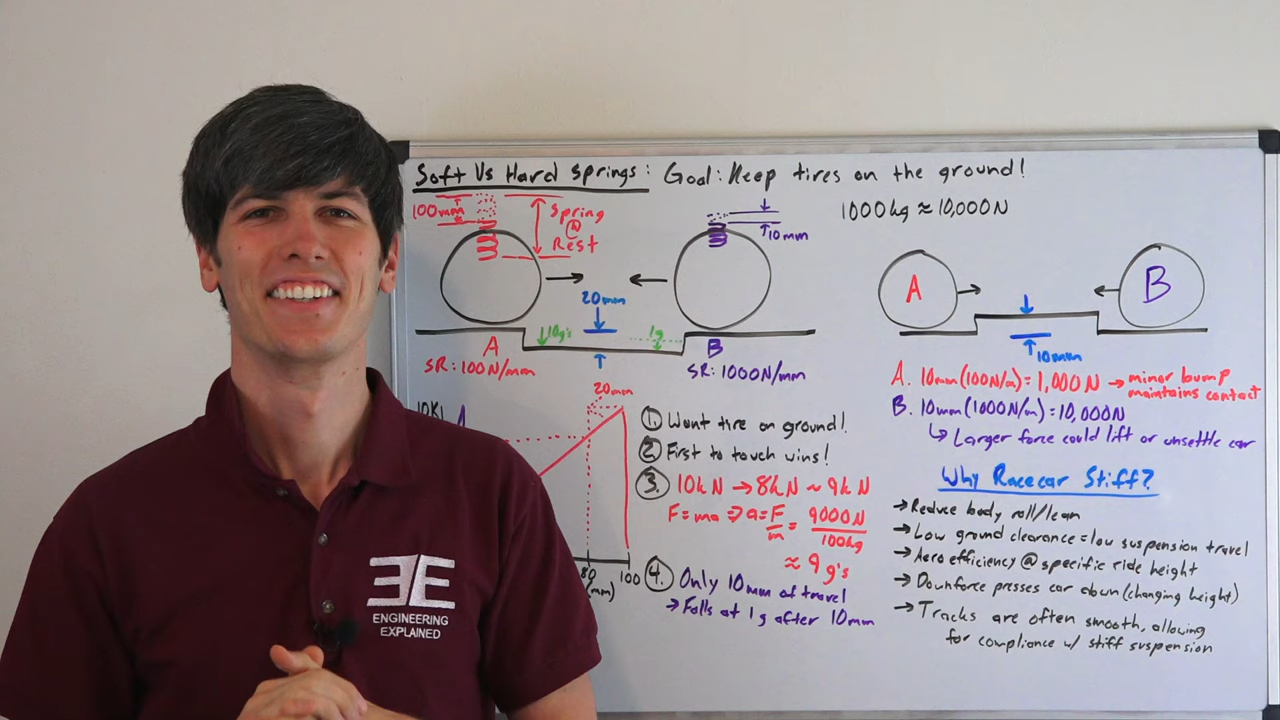 Soft Vs Hard Springs: Goal: Keep tires on the ground!
1000kg ≈ 10,000N
100mm
Spring
@
Rest
10mm
20mm
10g's
1g
A
SR: 100N/mm
B
SR: 1000N/mm
A
B
10mm
A. 10mm(100N/m) = 1,000N → minor bump
maintains contact
B. 10mm(1000N/m) = 10,000N
↳ Larger force could lift or unsettle car
20mm
80
100
(mm)
1. Want tire on ground!
2. First to touch wins!
3. 10kN → 8kN ≈ 9kN
F=ma ⇒ a=F/m = 9000N/100kg
≈ 9g's
4. Only 10mm of travel
→ Falls at 1g after 10mm
Why Racecar Stiff?
→ Reduce body roll/lean
→ Low ground clearance = low suspension travel
→ Aero efficiency @ specific ride height
→ Downforce presses car down (changing height)
→ Tracks are often smooth, allowing
for compliance w/ stiff suspension
EE
ENGINEERING
EXPLAINED